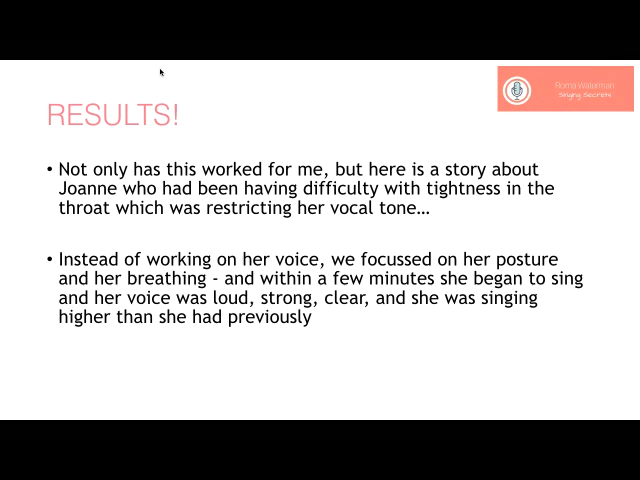 Roma Waterman
Singing Secrets
RESULTS!
• Not only has this worked for me, but here is a story about
Joanne who had been having difficulty with tightness in the
throat which was restricting her vocal tone…
• Instead of working on her voice, we focussed on her posture
and her breathing - and within a few minutes she began to sing
and her voice was loud, strong, clear, and she was singing
higher than she had previously